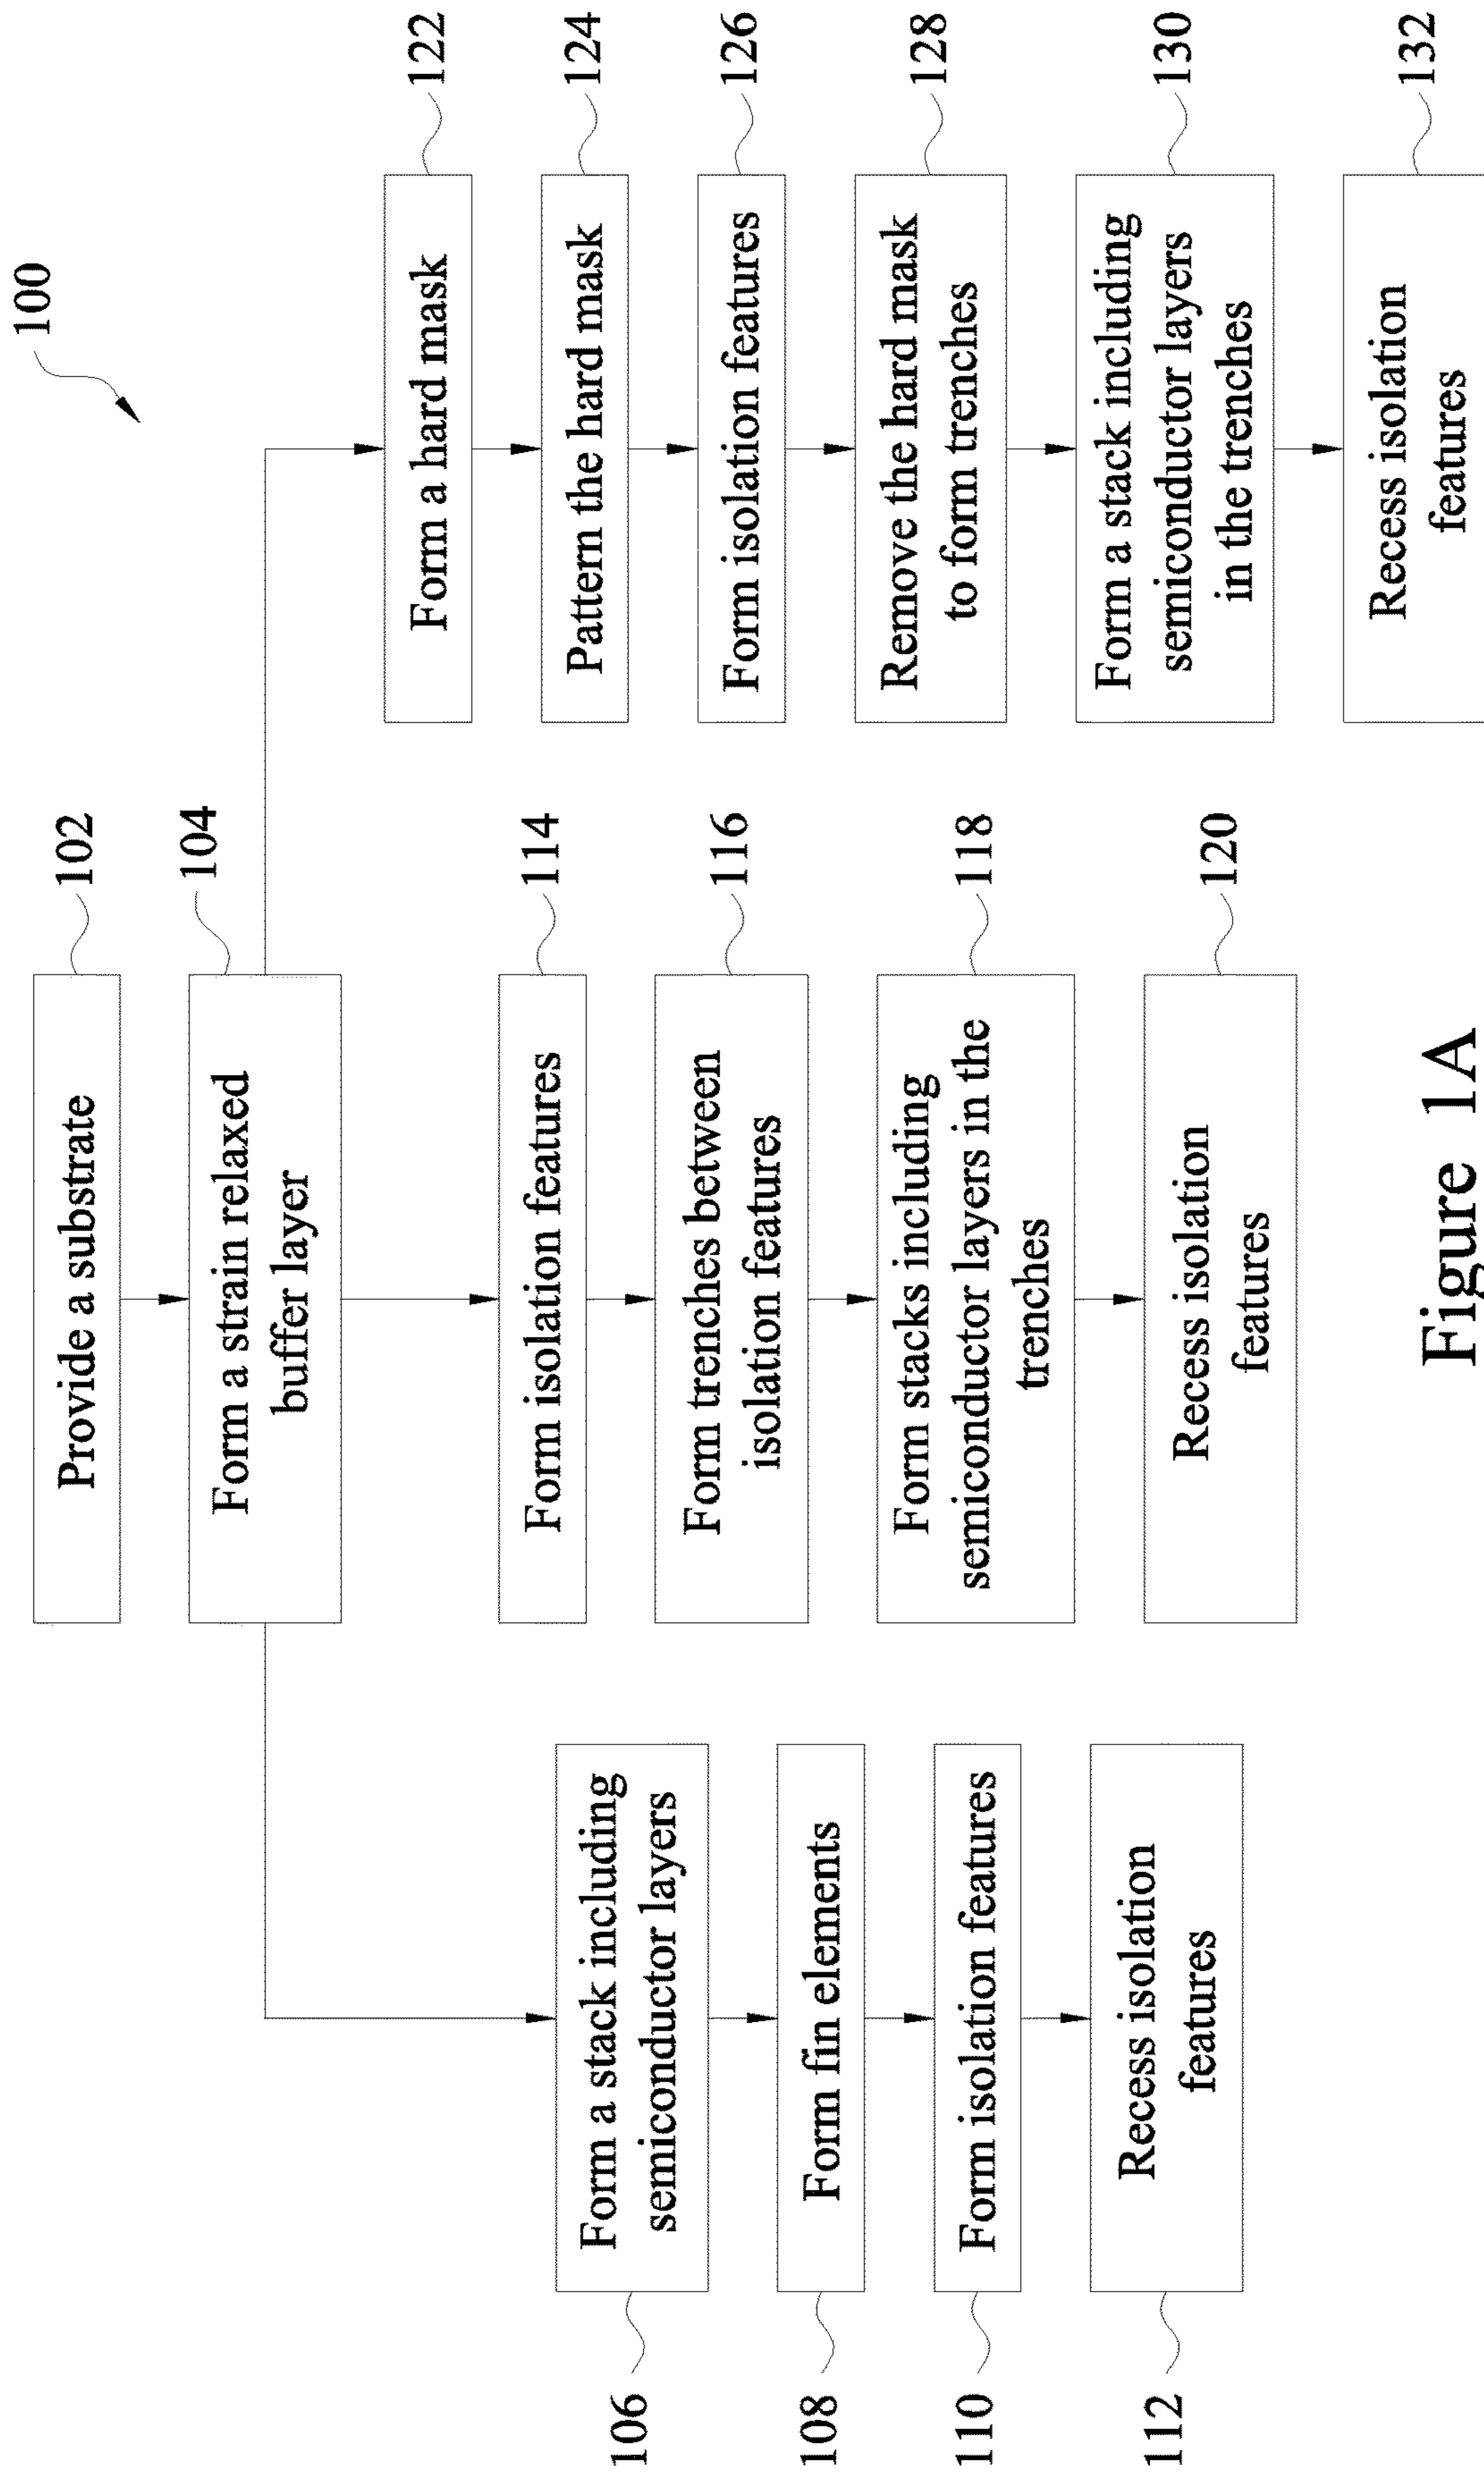 100
Provide a substrate
102
Form a strain relaxed
buffer layer
104
Form a stack including
semiconductor layers
106
Form fin elements
108
Form isolation features
110
Recess isolation
features
112
Form isolation features
114
Form trenches between
isolation features
116
Form stacks including
semiconductor layers in the
trenches
118
Recess isolation
features
120
Form a hard mask
122
Pattern the hard mask
124
Form isolation features
126
Remove the hard mask
to form trenches
128
Form a stack including
semiconductor layers
in the trenches
130
Recess isolation
features
132
Figure 1A